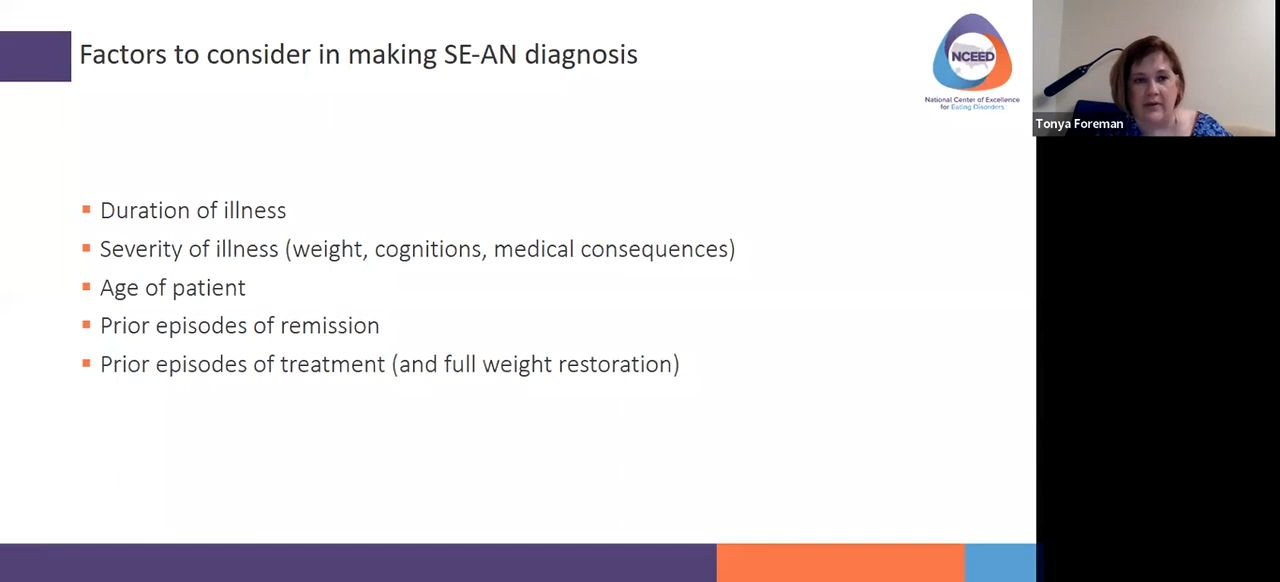 Factors to consider in making SE-AN diagnosis
NCEED
National Center of Excellence
for Eating Disorders
Tonya Foreman
Duration of illness
Severity of illness (weight, cognitions, medical consequences)
Age of patient
Prior episodes of remission
Prior episodes of treatment (and full weight restoration)